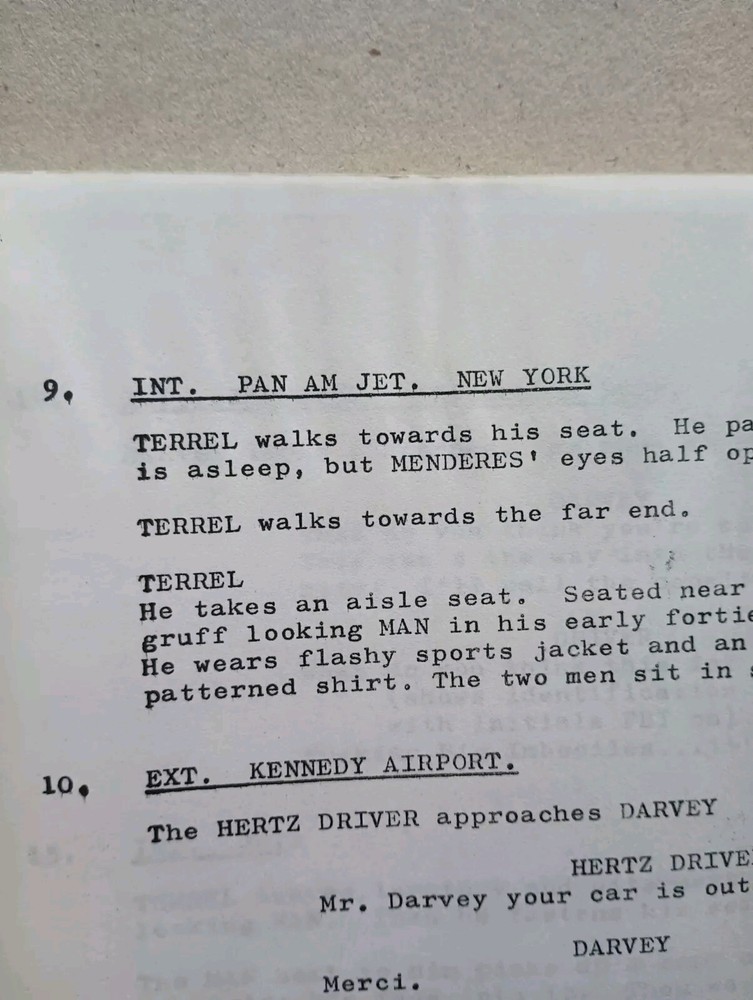 9. INT. PAN AM JET. NEW YORK
TERREL walks towards his seat. He pa
is asleep, but MENDERES' eyes half op
TERREL walks towards the far end.
TERREL
He takes an aisle seat. Seated near
gruff looking MAN in his early fortie
He wears flashy sports jacket and an
patterned shirt. The two men sit in s
10. EXT. KENNEDY AIRPORT.
The HERTZ DRIVER approaches DARVEY
HERTZ DRIVE
Mr. Darvey your car is out
DARVEY
Merci.